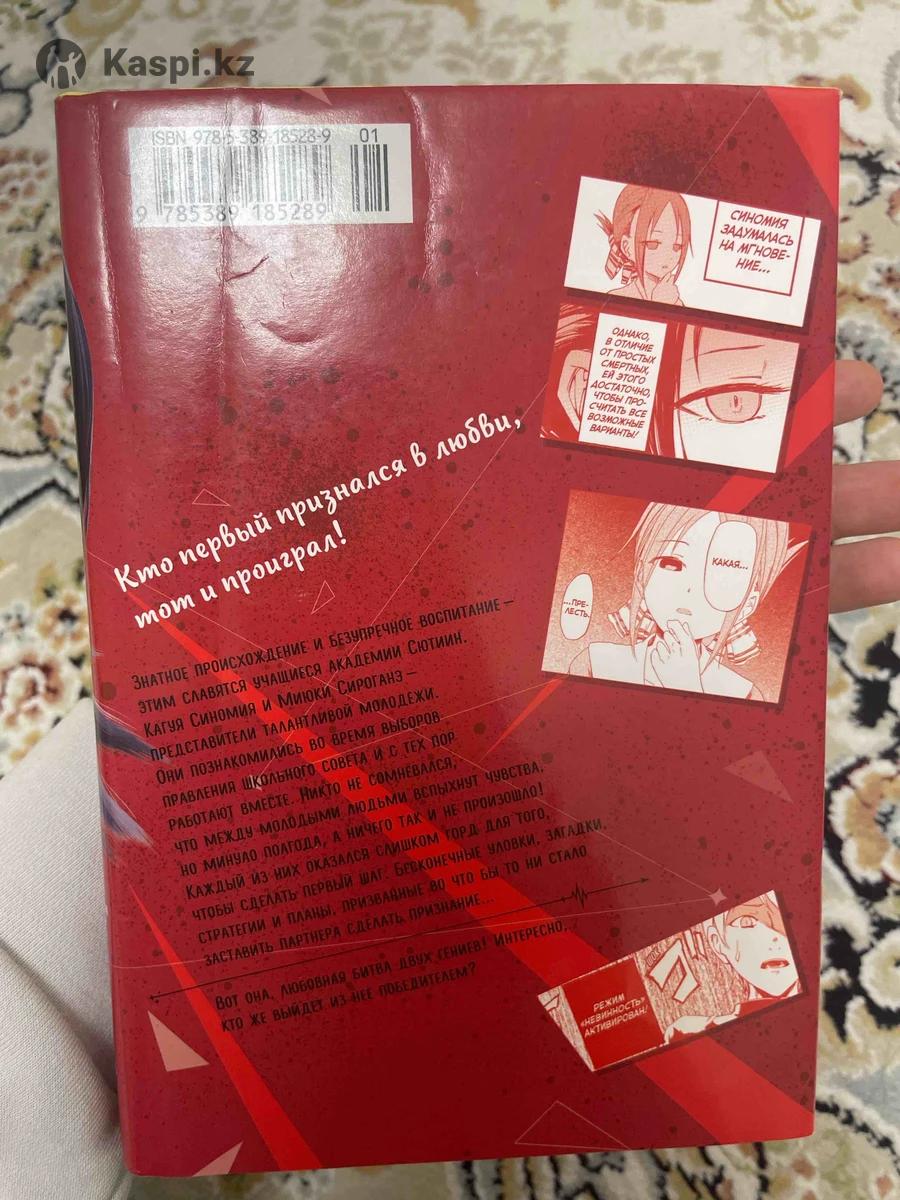 Kaspi.kz
ISBN 978-5-389-18528-9 01
9 785389 185289
СИНОМИЯ
ЗАДУМАЛАСЬ
НА МГНОВЕ-
НИЕ...
ОДНАКО,
В ОТЛИЧИЕ
ОТ ПРОСТЫХ
СМЕРТНЫХ,
ЕЙ ЭТОГО
ДОСТАТОЧНО,
ЧТОБЫ ПРО-
СЧИТАТЬ ВСЕ
ВОЗМОЖНЫЕ
ВАРИАНТЫ!
КАКАЯ...
...ПРЕ-
ЛЕСТЬ.
Кто первый признался в любви,
тот и проиграл!
Знатное происхождение и безупречное воспитание –
этим славятся учащиеся академии Сютиин.
Кагуя Синомия и Миюки Сироганэ –
представители талантливой молодёжи.
Они познакомились во время выборов
правления школьного совета и с тех пор
работают вместе. Никто не сомневался,
что между молодыми людьми вспыхнут чувства,
но минуло полгода, а ничего так и не произошло!
Каждый из них оказался слишком горд для того,
чтобы сделать первый шаг. Бесконечные уловки, загадки,
стратегии и планы, призванные во что бы то ни стало
заставить партнера сделать признание...
Вот она, любовная битва двух гениев! Интересно,
кто же выйдет из нее победителем?
РЕЖИМ
«НЕВИННОСТЬ»
АКТИВИРОВАН!